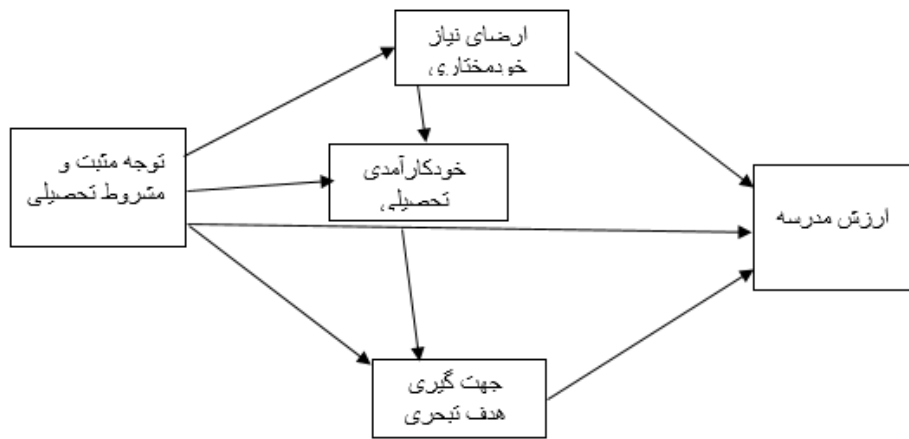 ارضای نیاز
خودمختاری
توجه مثبت و
مشروط تحصیلی
خودکارآمدی
تحصیلی
ارزش مدرسه
جهت گیری
هدف تبحری